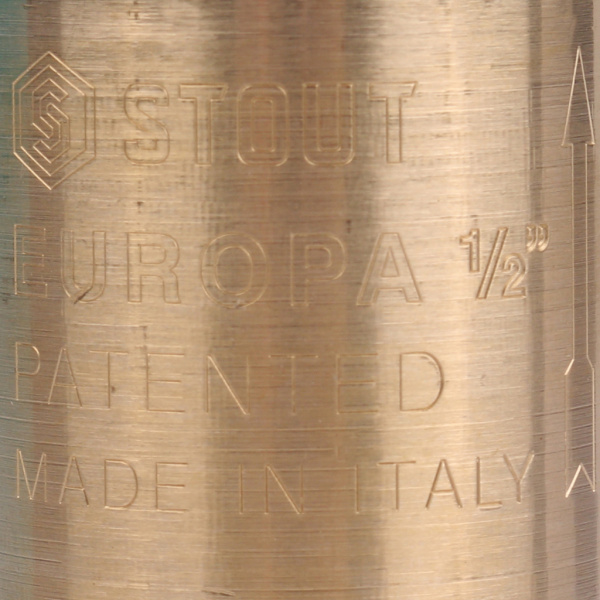 STOUT
EUROPA ½”
PATENTED
MADE IN ITALY